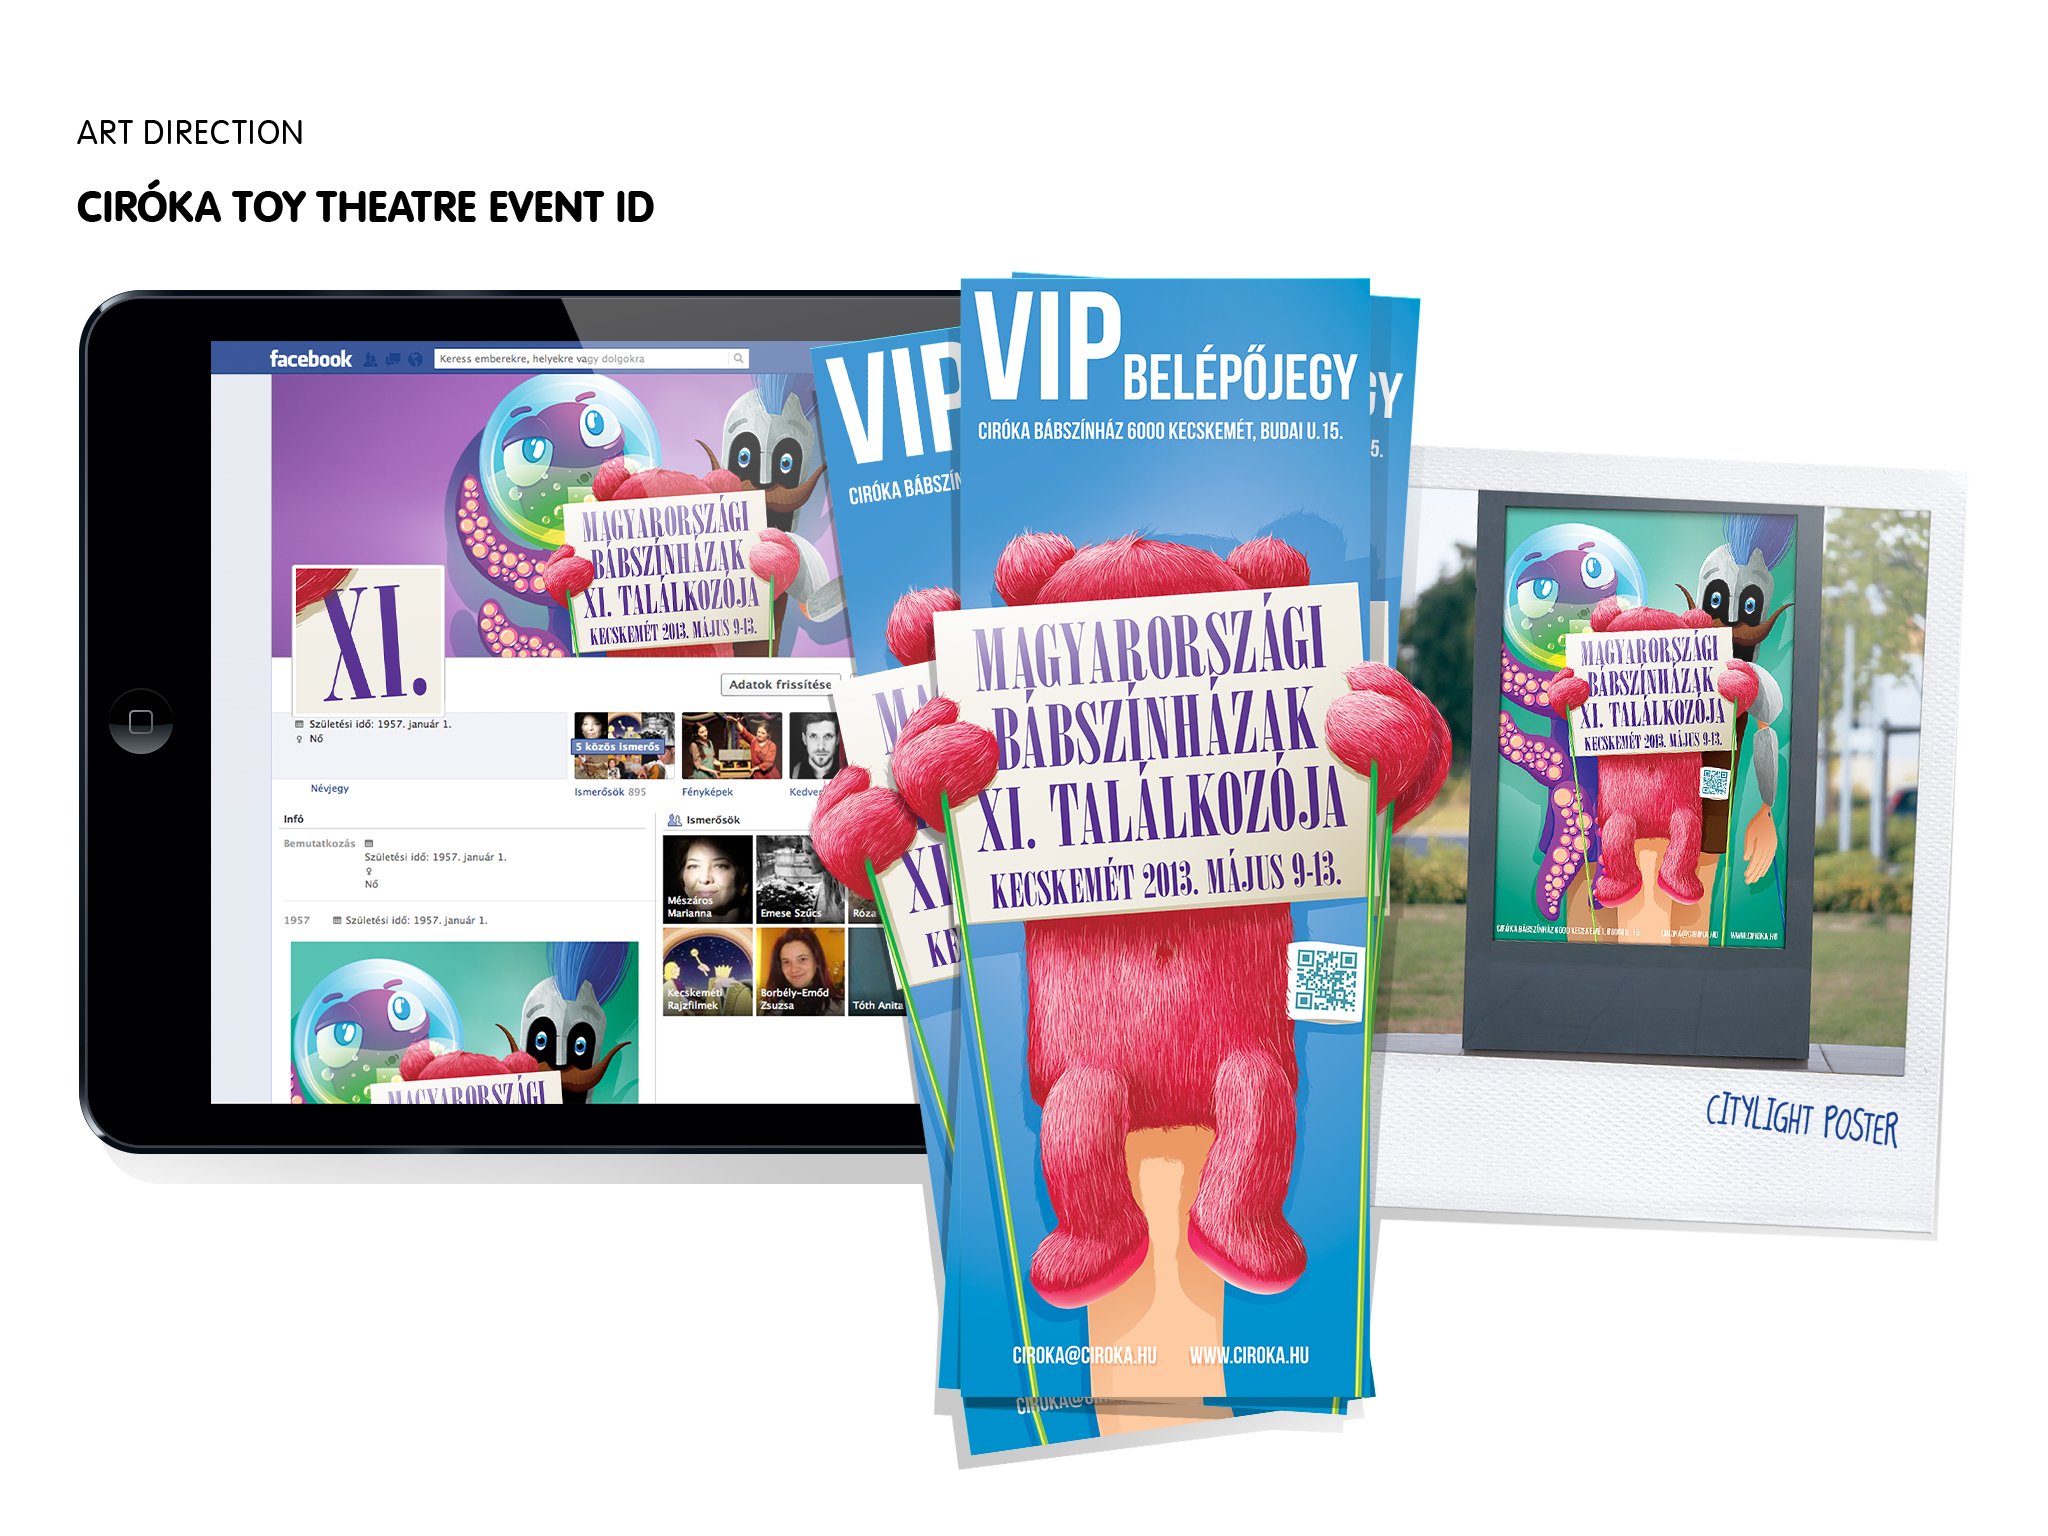 ART DIRECTION
CIRÓKA TOY THEATRE EVENT ID
facebook
Keress emberekre, helyekre vagy dolgokra
MAGYARORSZÁGI
BÁBSZÍNHÁZAK
XI. TALÁLKOZÓJA
KECSKEMÉT 2013. MÁJUS 9-13.
XI.
Adatok frissítése
Születési idő: 1957. január 1.
Nő
5 közös ismerős
Ismerősök 895
Fényképek
Névjegy
Infó
Bemutatkozás
Születési idő: 1957. január 1.
Nő
1957
Születési idő: 1957. január 1.
MAGYARORSZÁGI
Ismerősök
Mészáros
Marianna
Emese Szűcs
Róza
Kecskeméti
Rajzfilmek
Borbély-Emőd
Zsuzsa
Tóth Anita
VIP
CIRÓKA BÁBSZÍN
XI
KE
VIP BELÉPŐJEGY
CIRÓKA BÁBSZÍNHÁZ 6000 KECSKEMÉT, BUDAI U.15.
MAGYARORSZÁGI
BÁBSZÍNHÁZAK
XI. TALÁLKOZÓJA
KECSKEMÉT 2013. MÁJUS 9-13.
CIROKA@CIROKA.HU WWW.CIROKA.HU
GY
5.
MAGYARORSZÁGI
BÁBSZÍNHÁZAK
XI. TALÁLKOZÓJA
KECSKEMÉT 2013. MÁJUS 9-13.
CIRÓKA BÁBSZÍNHÁZ 6000 KECSKEMÉT, BUDAI U. 15. CIROKA@CIROKA.HU WWW.CIROKA.HU
CITYLIGHT POSTER